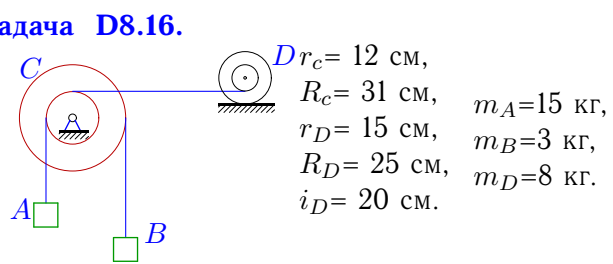 адача D8.16.
C
D
r_c= 12 см,
R_c= 31 см,
r_D= 15 см,
R_D= 25 см,
i_D= 20 см.
m_A=15 кг,
m_B=3 кг,
m_D=8 кг.
A
B